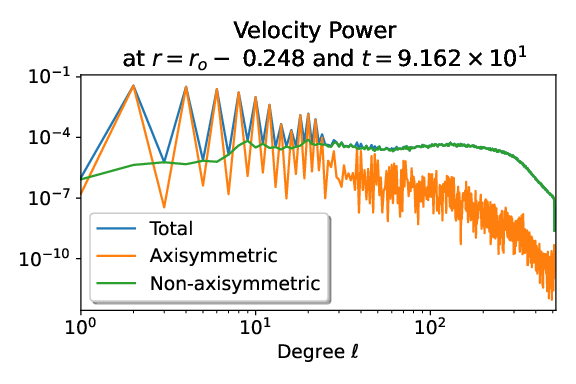 Velocity Power
at r = r_o − 0.248 and t = 9.162 × 10^1
10^−1
10^−4
10^−7
10^−10
Total
Axisymmetric
Non-axisymmetric
10^0 10^1 10^2
Degree ℓ